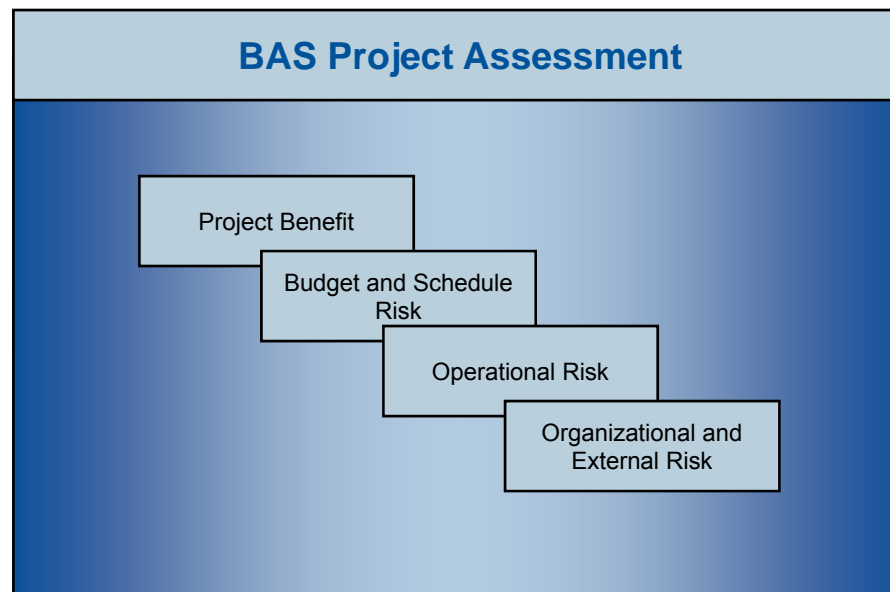 BAS Project Assessment
Project Benefit
Budget and Schedule
Risk
Operational Risk
Organizational and
External Risk